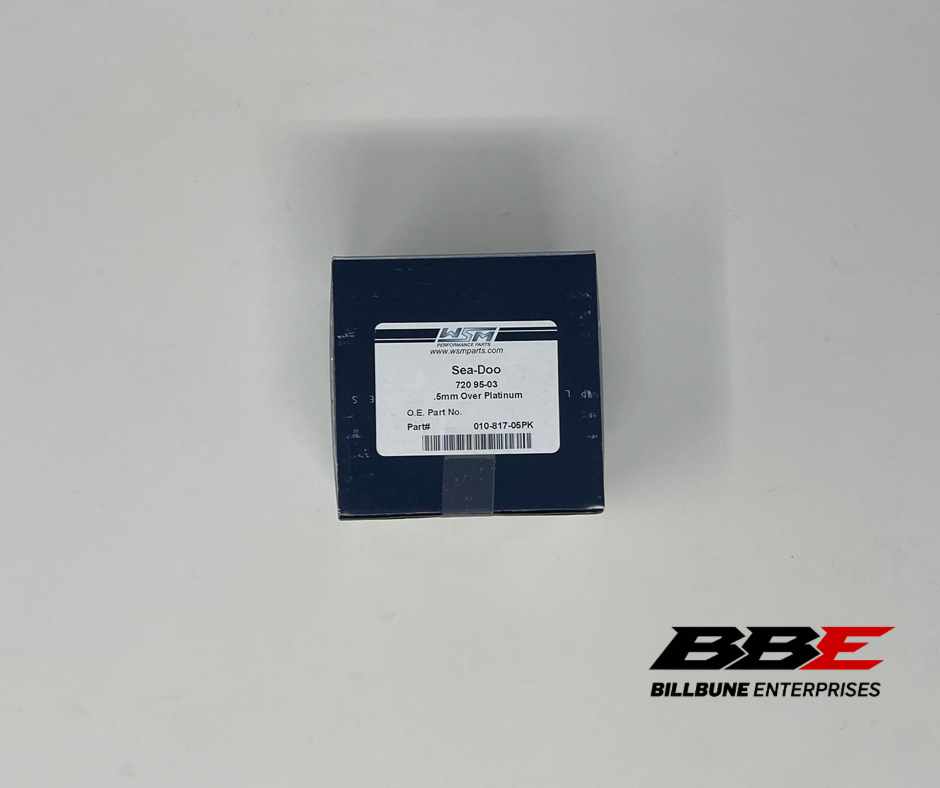 WSM
PERFORMANCE PARTS
www.wsmparts.com
Sea-Doo
720 95-03
.5mm Over Platinum
O.E. Part No.
Part# 010-817-05PK
BBE
BILLBUNE ENTERPRISES